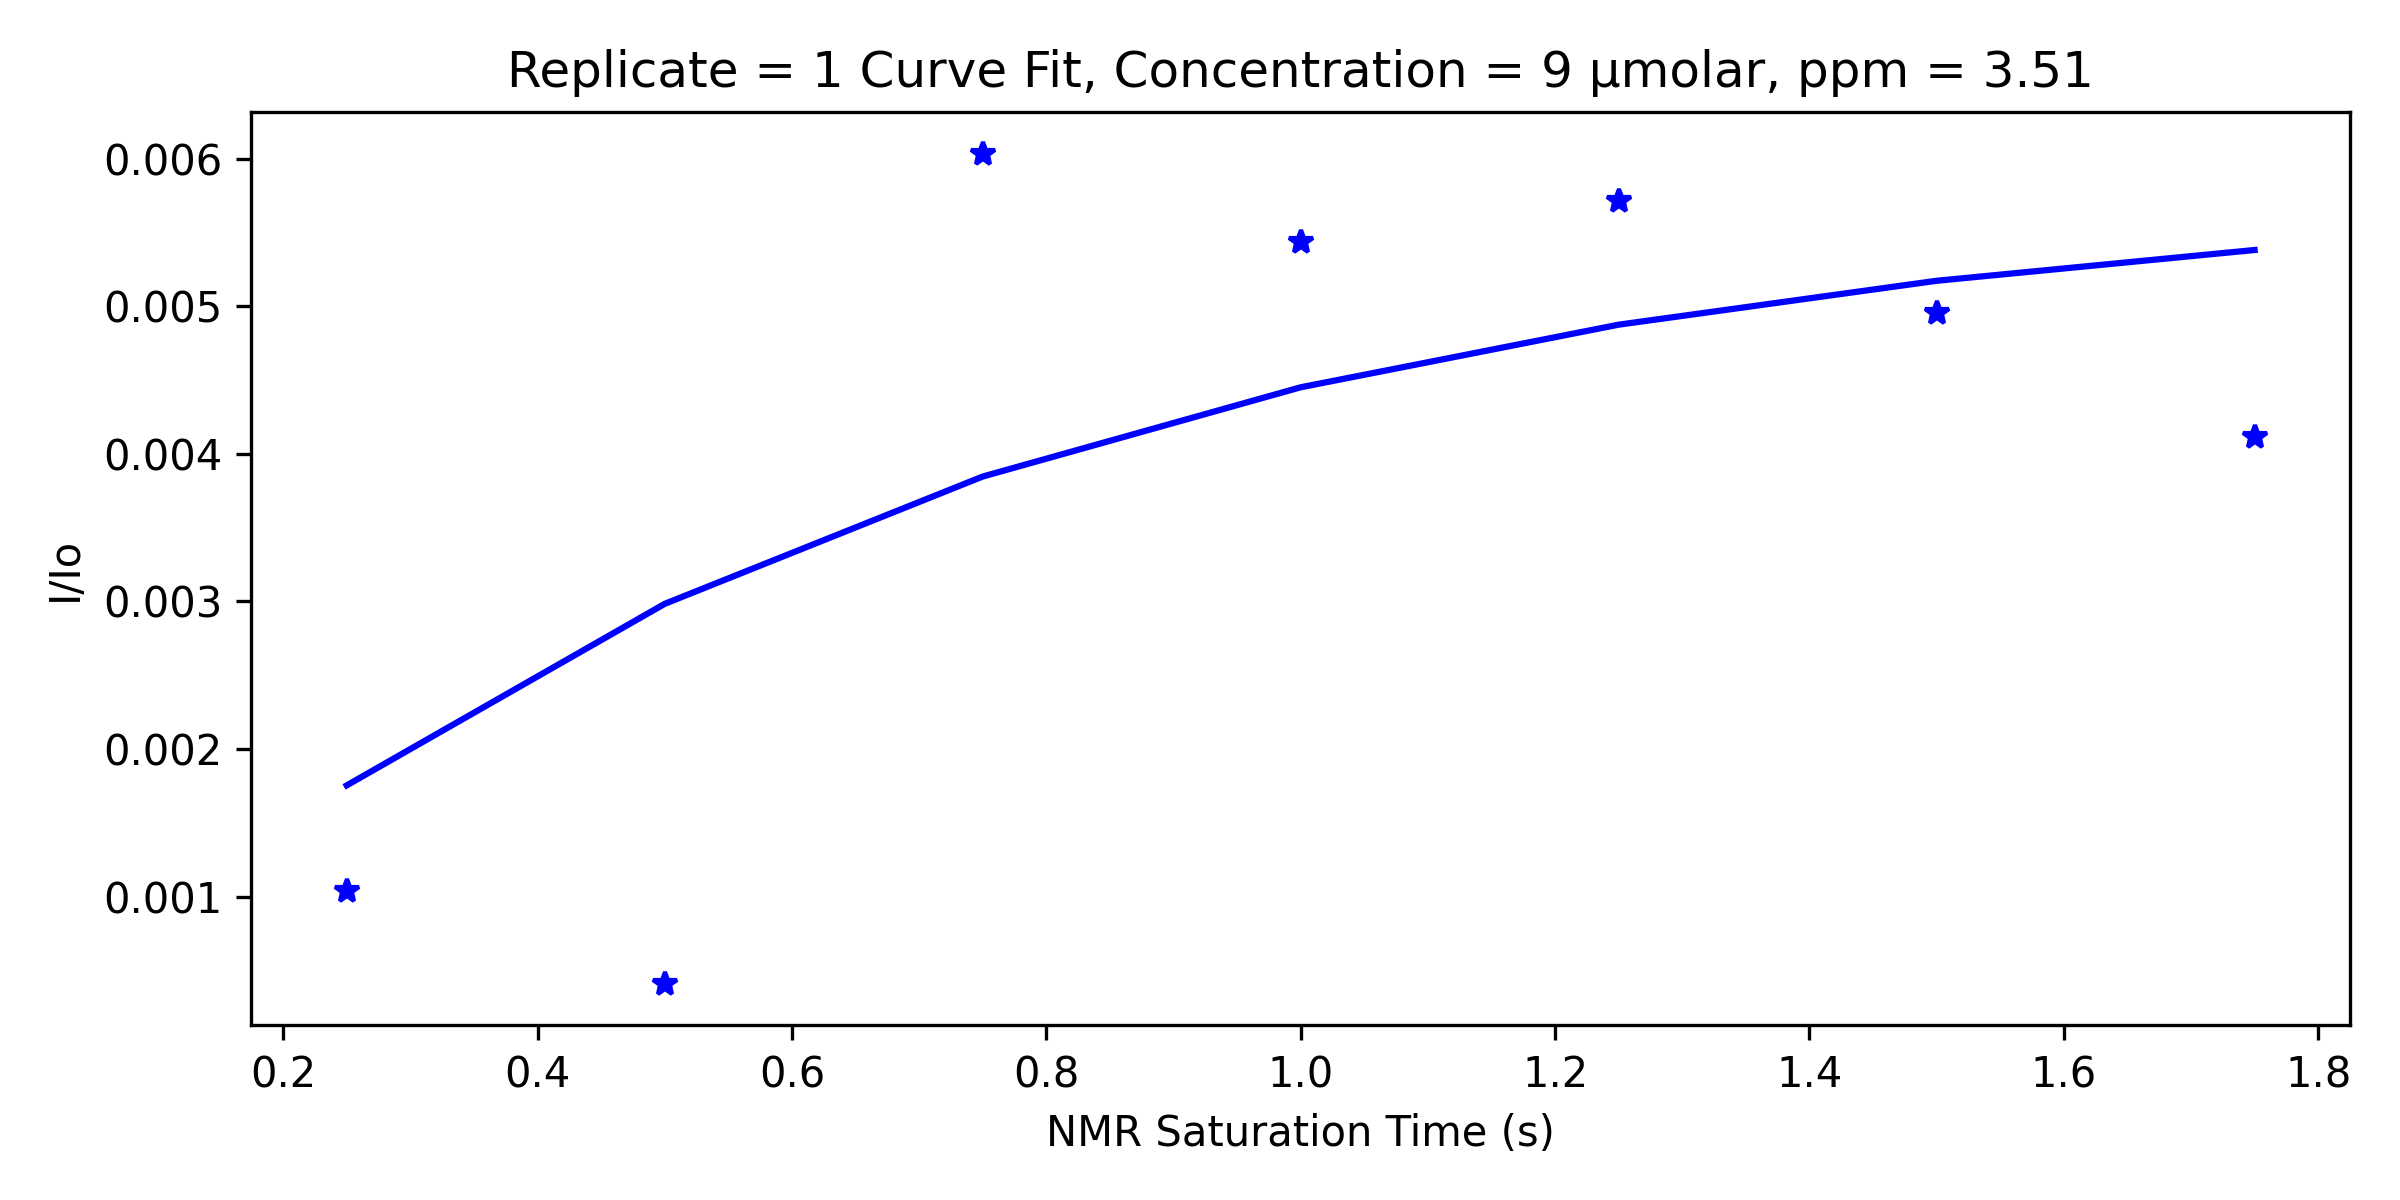 Replicate = 1 Curve Fit, Concentration = 9 µmolar, ppm = 3.51
0.006
0.005
0.004
0.003
0.002
0.001
I/Io
0.2 0.4 0.6 0.8 1.0 1.2 1.4 1.6 1.8
NMR Saturation Time (s)